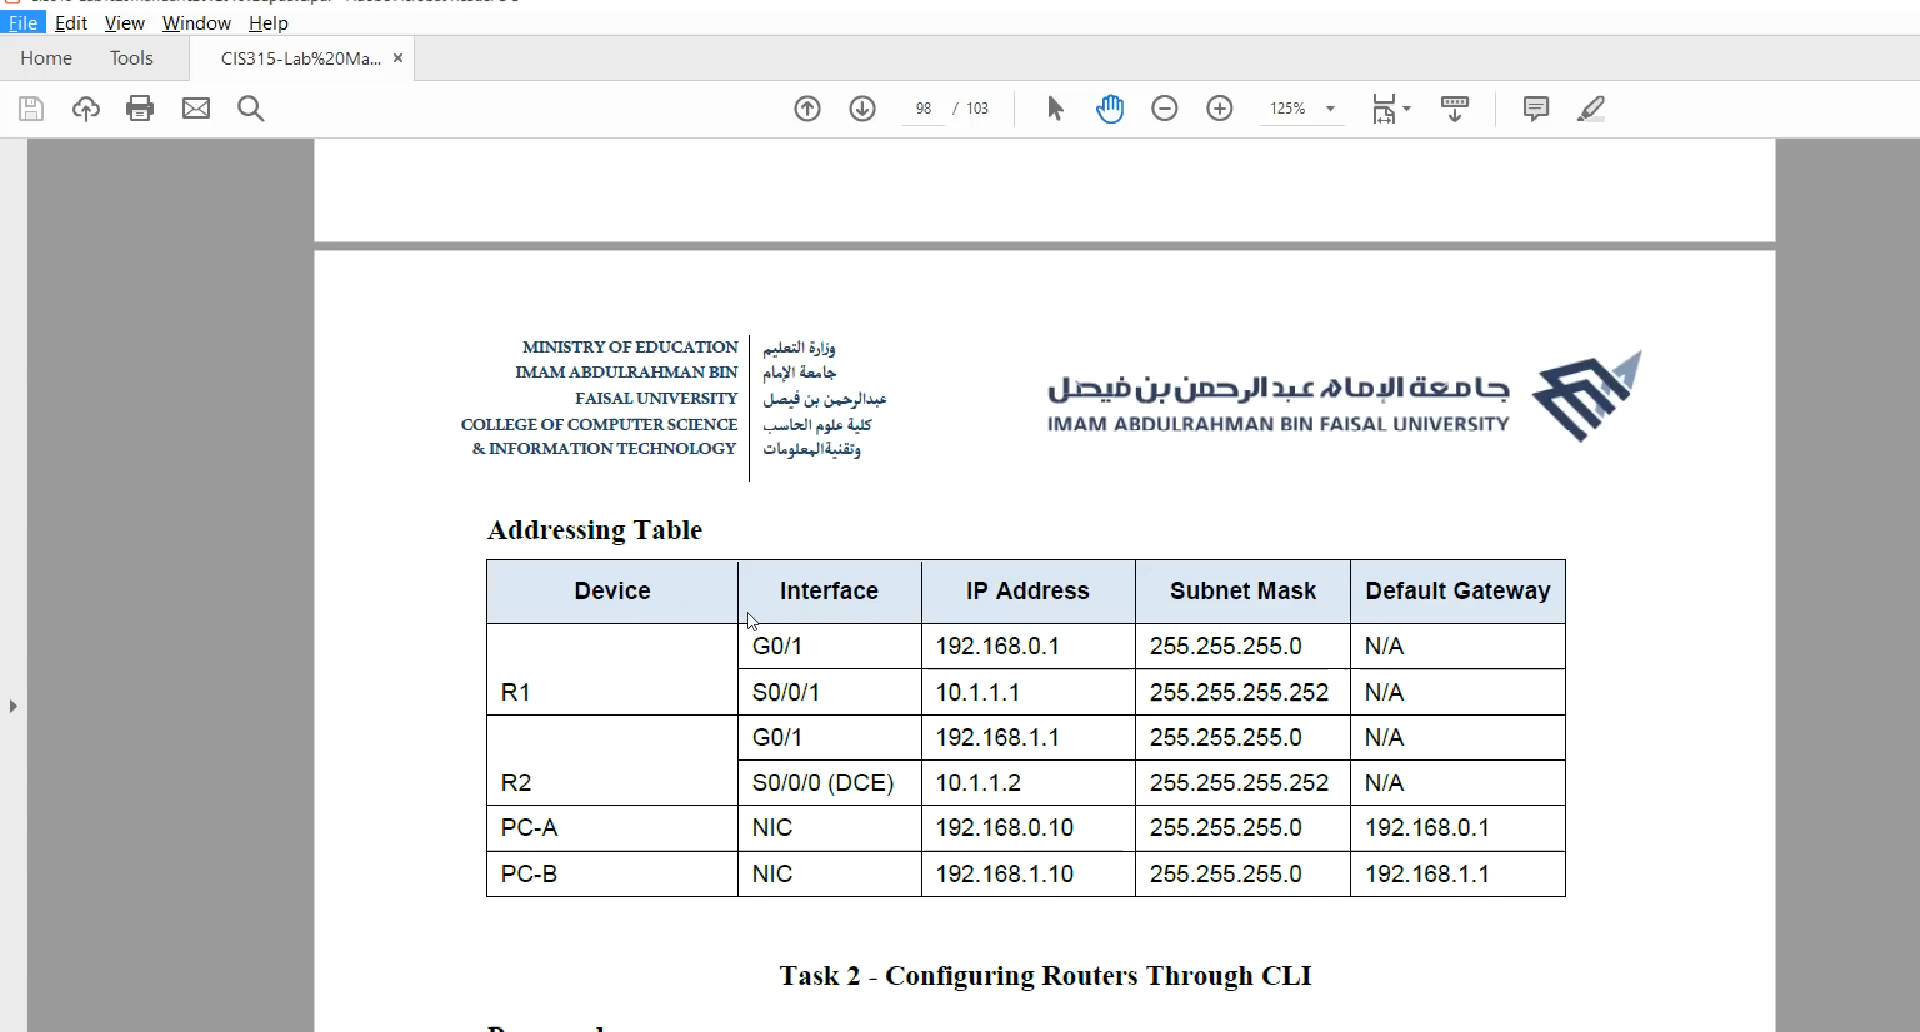 File Edit View Window Help
Home Tools CIS315-Lab%20Ma... ×
98 / 103 125%
MINISTRY OF EDUCATION
IMAM ABDULRAHMAN BIN
FAISAL UNIVERSITY
COLLEGE OF COMPUTER SCIENCE
& INFORMATION TECHNOLOGY
وزارة التعليم
جامعة الإمام
عبدالرحمن بن فيصل
كلية علوم الحاسب
وتقنية المعلومات
جامعة الإمام عبد الرحمن بن فيصل
IMAM ABDULRAHMAN BIN FAISAL UNIVERSITY
Addressing Table
Device Interface IP Address Subnet Mask Default Gateway
G0/1 192.168.0.1 255.255.255.0 N/A
R1 S0/0/1 10.1.1.1 255.255.255.252 N/A
G0/1 192.168.1.1 255.255.255.0 N/A
R2 S0/0/0 (DCE) 10.1.1.2 255.255.255.252 N/A
PC-A NIC 192.168.0.10 255.255.255.0 192.168.0.1
PC-B NIC 192.168.1.10 255.255.255.0 192.168.1.1
Task 2 - Configuring Routers Through CLI